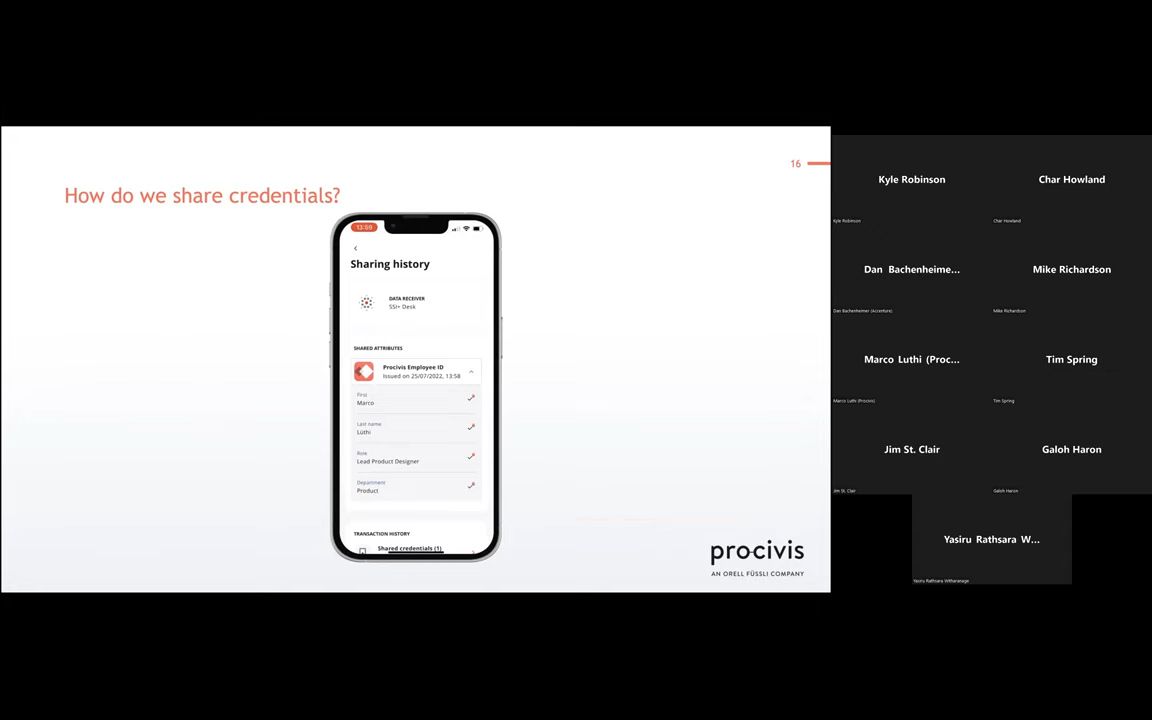 16
How do we share credentials?
13:59
Sharing history
DATA RECEIVER
SSI+ Desk
SHARED ATTRIBUTES
Procivis Employee ID
Issued on 25/07/2022, 13:58
First
Marco
Last name
Lüthi
Role
Lead Product Designer
Department
Product
TRANSACTION HISTORY
Shared credentials (1)
procivis
AN ORELL FÜSSLI COMPANY
Kyle Robinson
Kyle Robinson
Char Howland
Char Howland
Dan Bachenheime...
Dan Bachenheimer (Accenture)
Mike Richardson
Mike Richardson
Marco Luthi (Proc...
Marco Luthi (Procivis)
Tim Spring
Tim Spring
Jim St. Clair
Jim St. Clair
Galoh Haron
Galoh Haron
Yasiru Rathsara W...
Yasiru Rathsara Witharanage